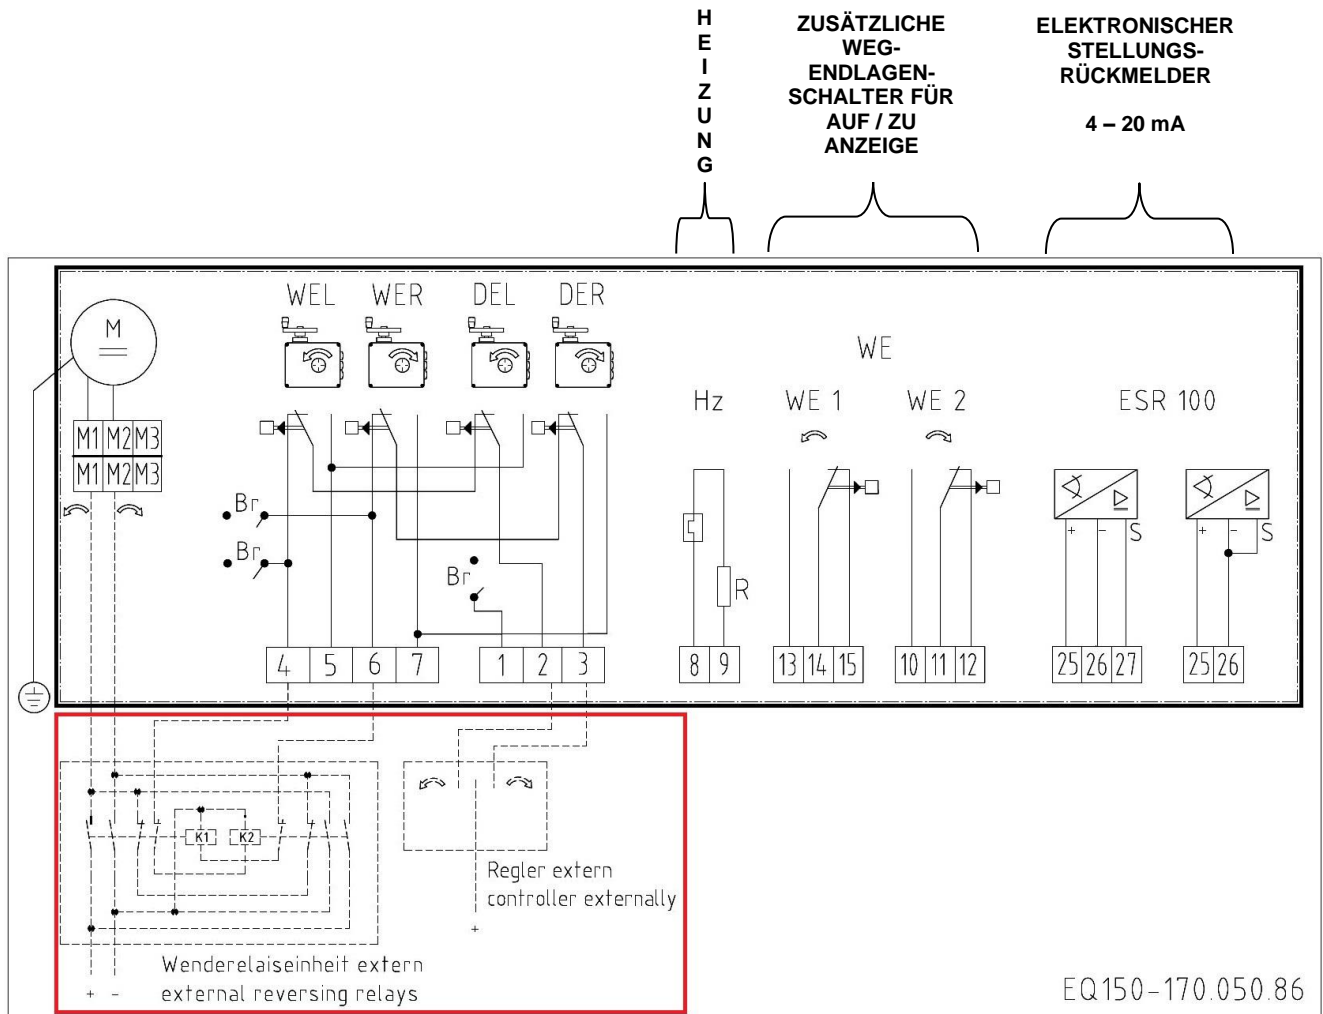 H
E
I
Z
U
N
G
ZUSÄTZLICHE
WEG-
ENDLAGEN-
SCHALTER FÜR
AUF / ZU
ANZEIGE
ELEKTRONISCHER
STELLUNGS-
RÜCKMELDER
4 – 20 mA
WEL WER DEL DER
M
WE
Hz WE 1 WE 2 ESR 100
M1 M2 M3
M1 M2 M3
Br
Br
Br
R
+ - S + - S
4 5 6 7 1 2 3 8 9 13 14 15 10 11 12 25 26 27 25 26
K1 K2
Regler extern
controller externally
+
Wenderelaiseinheit extern
+ - external reversing relays
EQ150-170.050.86